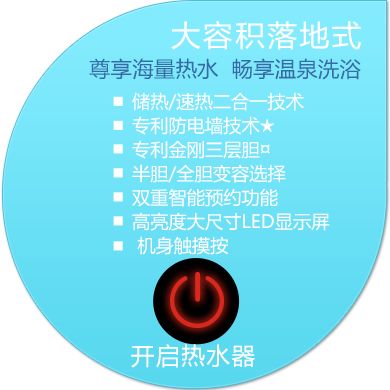 大容积落地式
尊享海量热水 畅享温泉洗浴
■ 储热/速热二合一技术
■ 专利防电墙技术★
■ 专利金刚三层胆¤
■ 半胆/全胆变容选择
■ 双重智能预约功能
■ 高亮度大尺寸LED显示屏
■ 机身触摸按
开启热水器